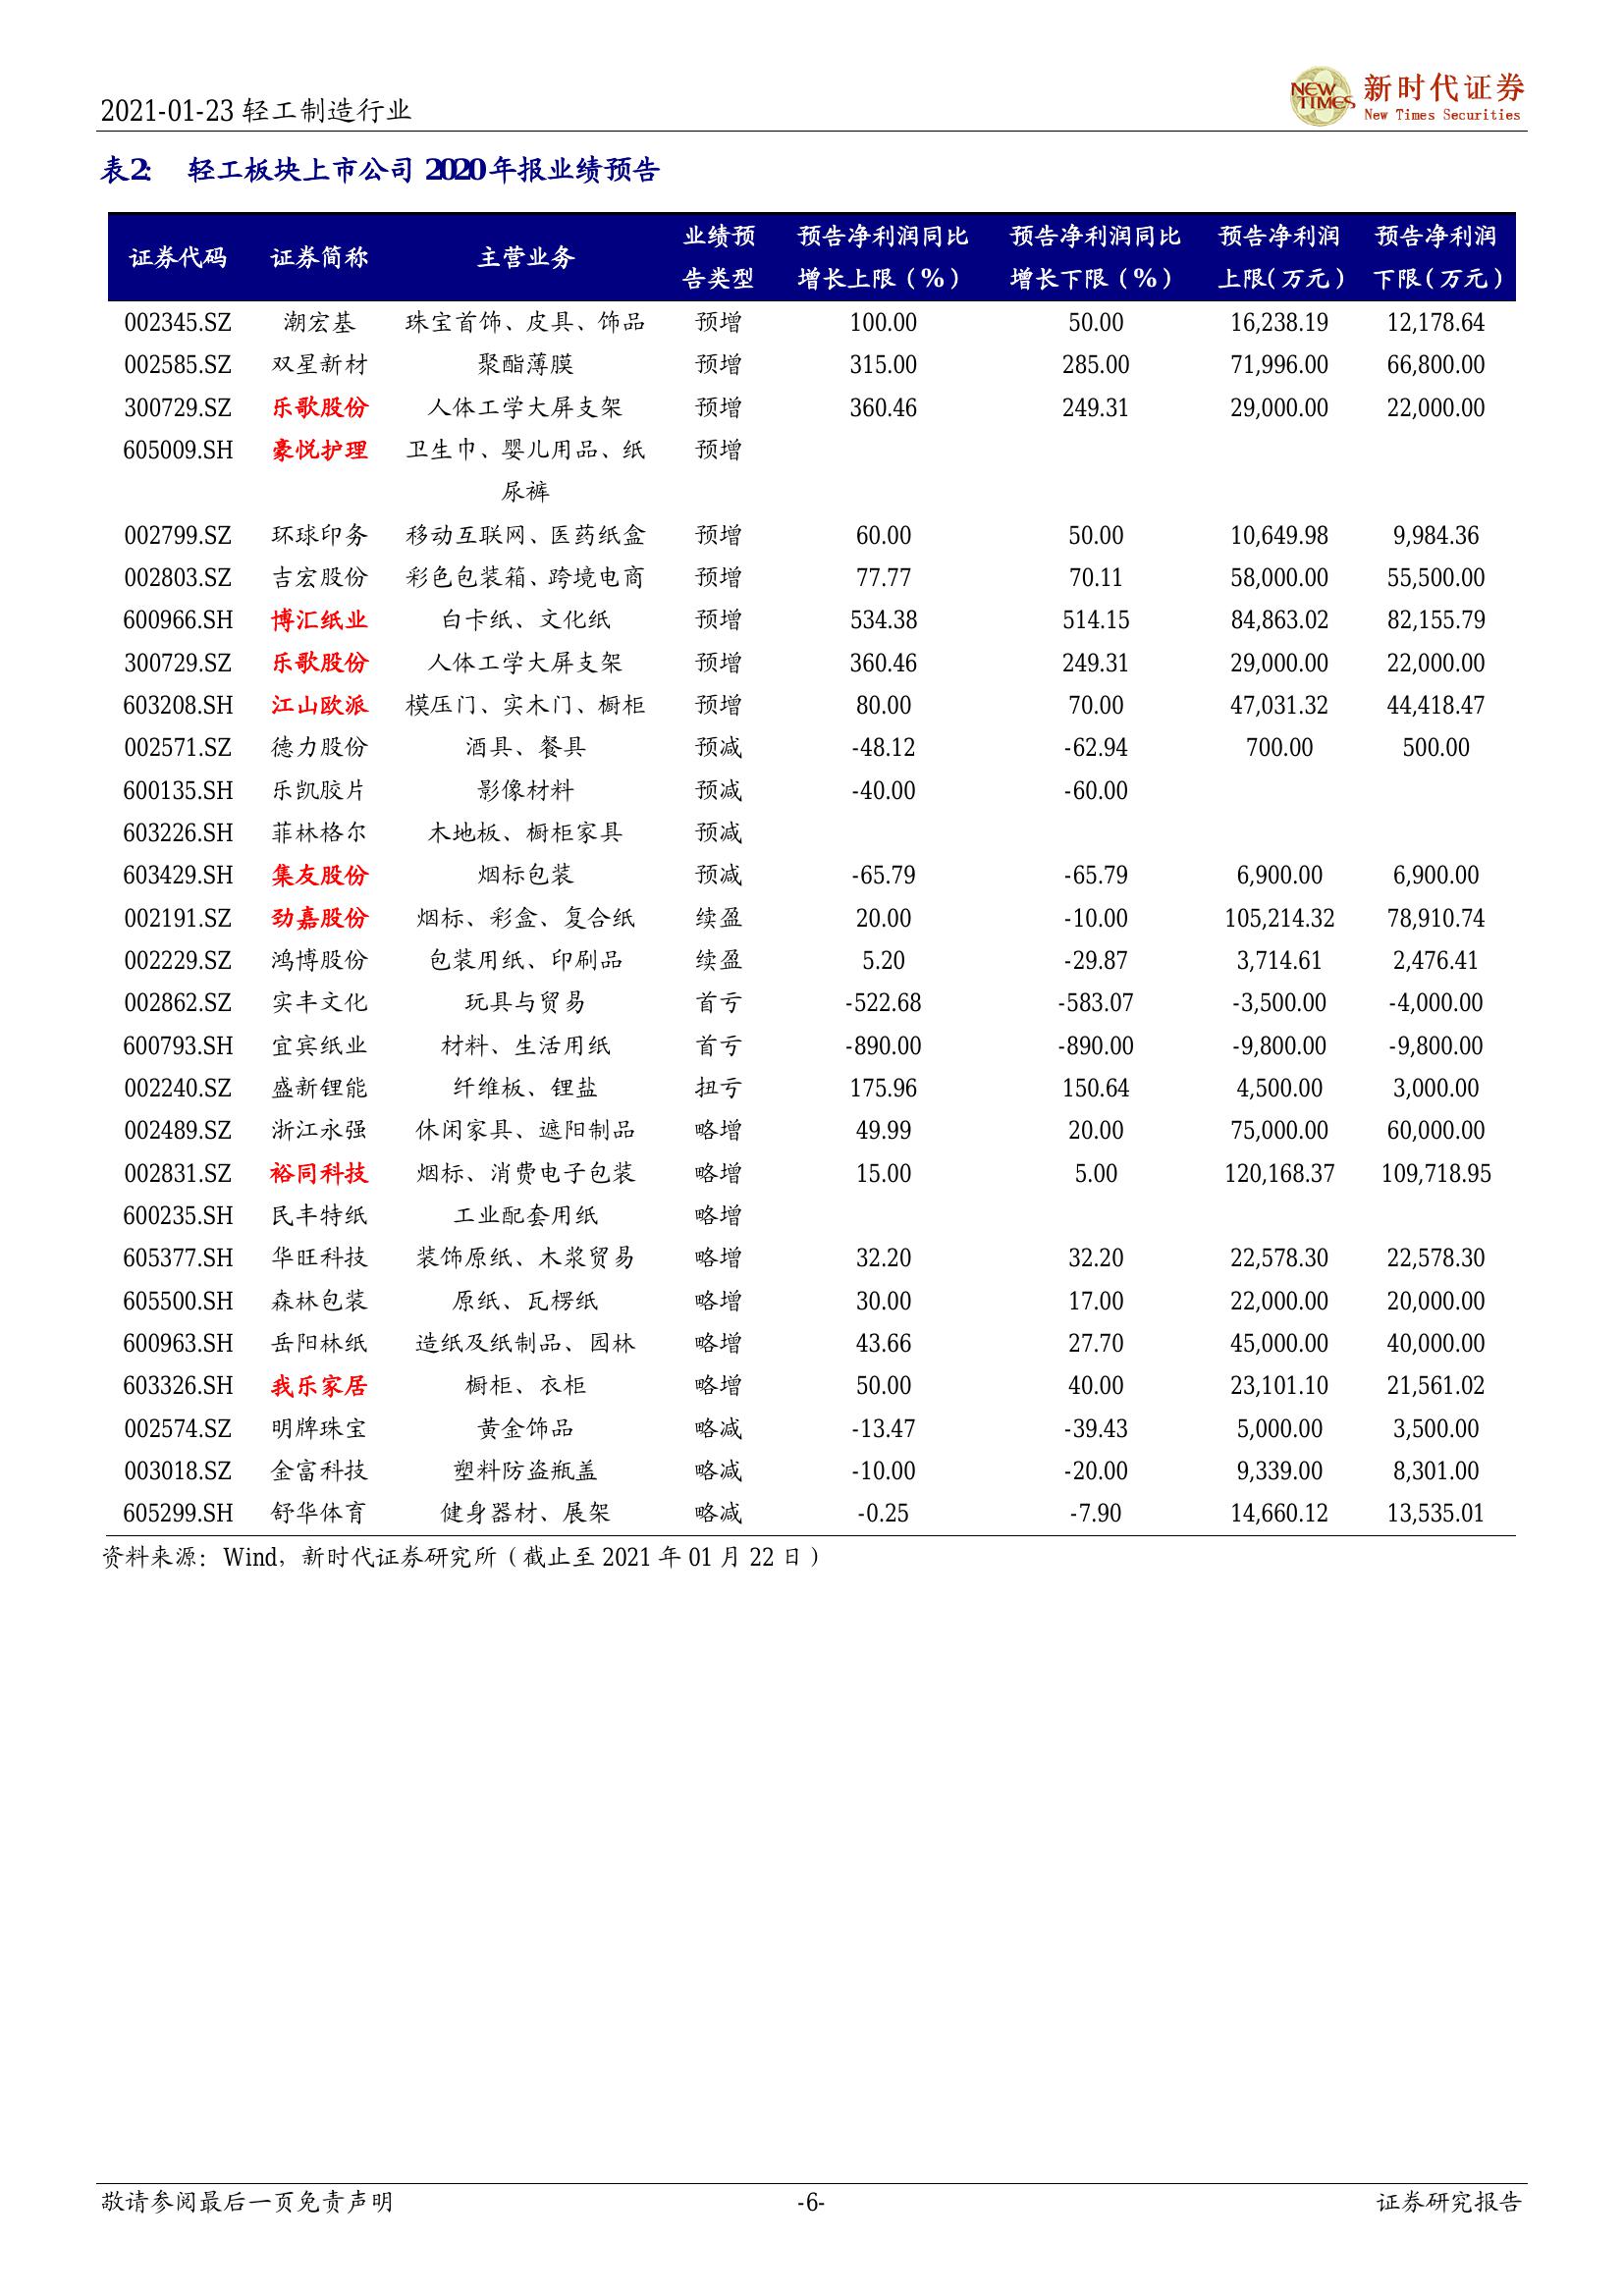 2021-01-23 轻工制造行业
NEW TIMES 新时代证券
New Times Securities
表2: 轻工板块上市公司 2020 年报业绩预告
证券代码 证券简称 主营业务 业绩预告类型 预告净利润同比增长上限（%） 预告净利润同比增长下限（%） 预告净利润上限（万元） 预告净利润下限（万元）
002345.SZ 潮宏基 珠宝首饰、皮具、饰品 预增 100.00 50.00 16,238.19 12,178.64
002585.SZ 双星新材 聚酯薄膜 预增 315.00 285.00 71,996.00 66,800.00
300729.SZ 乐歌股份 人体工学大屏支架 预增 360.46 249.31 29,000.00 22,000.00
605009.SH 豪悦护理 卫生巾、婴儿用品、纸 预增
尿裤
002799.SZ 环球印务 移动互联网、医药纸盒 预增 60.00 50.00 10,649.98 9,984.36
002803.SZ 吉宏股份 彩色包装箱、跨境电商 预增 77.77 70.11 58,000.00 55,500.00
600966.SH 博汇纸业 白卡纸、文化纸 预增 534.38 514.15 84,863.02 82,155.79
300729.SZ 乐歌股份 人体工学大屏支架 预增 360.46 249.31 29,000.00 22,000.00
603208.SH 江山欧派 模压门、实木门、橱柜 预增 80.00 70.00 47,031.32 44,418.47
002571.SZ 德力股份 酒具、餐具 预减 -48.12 -62.94 700.00 500.00
600135.SH 乐凯胶片 影像材料 预减 -40.00 -60.00
603226.SH 菲林格尔 木地板、橱柜家具 预减
603429.SH 集友股份 烟标包装 预减 -65.79 -65.79 6,900.00 6,900.00
002191.SZ 劲嘉股份 烟标、彩盒、复合纸 续盈 20.00 -10.00 105,214.32 78,910.74
002229.SZ 鸿博股份 包装用纸、印刷品 续盈 5.20 -29.87 3,714.61 2,476.41
002862.SZ 实丰文化 玩具与贸易 首亏 -522.68 -583.07 -3,500.00 -4,000.00
600793.SH 宜宾纸业 材料、生活用纸 首亏 -890.00 -890.00 -9,800.00 -9,800.00
002240.SZ 盛新锂能 纤维板、锂盐 扭亏 175.96 150.64 4,500.00 3,000.00
002489.SZ 浙江永强 休闲家具、遮阳制品 略增 49.99 20.00 75,000.00 60,000.00
002831.SZ 裕同科技 烟标、消费电子包装 略增 15.00 5.00 120,168.37 109,718.95
600235.SH 民丰特纸 工业配套用纸 略增
605377.SH 华旺科技 装饰原纸、木浆贸易 略增 32.20 32.20 22,578.30 22,578.30
605500.SH 森林包装 原纸、瓦楞纸 略增 30.00 17.00 22,000.00 20,000.00
600963.SH 岳阳林纸 造纸及纸制品、园林 略增 43.66 27.70 45,000.00 40,000.00
603326.SH 我乐家居 橱柜、衣柜 略增 50.00 40.00 23,101.10 21,561.02
002574.SZ 明牌珠宝 黄金饰品 略减 -13.47 -39.43 5,000.00 3,500.00
003018.SZ 金富科技 塑料防盗瓶盖 略减 -10.00 -20.00 9,339.00 8,301.00
605299.SH 舒华体育 健身器材、展架 略减 -0.25 -7.90 14,660.12 13,535.01
资料来源：Wind，新时代证券研究所（截止至 2021 年 01 月 22 日）
敬请参阅最后一页免责声明 -6- 证券研究报告